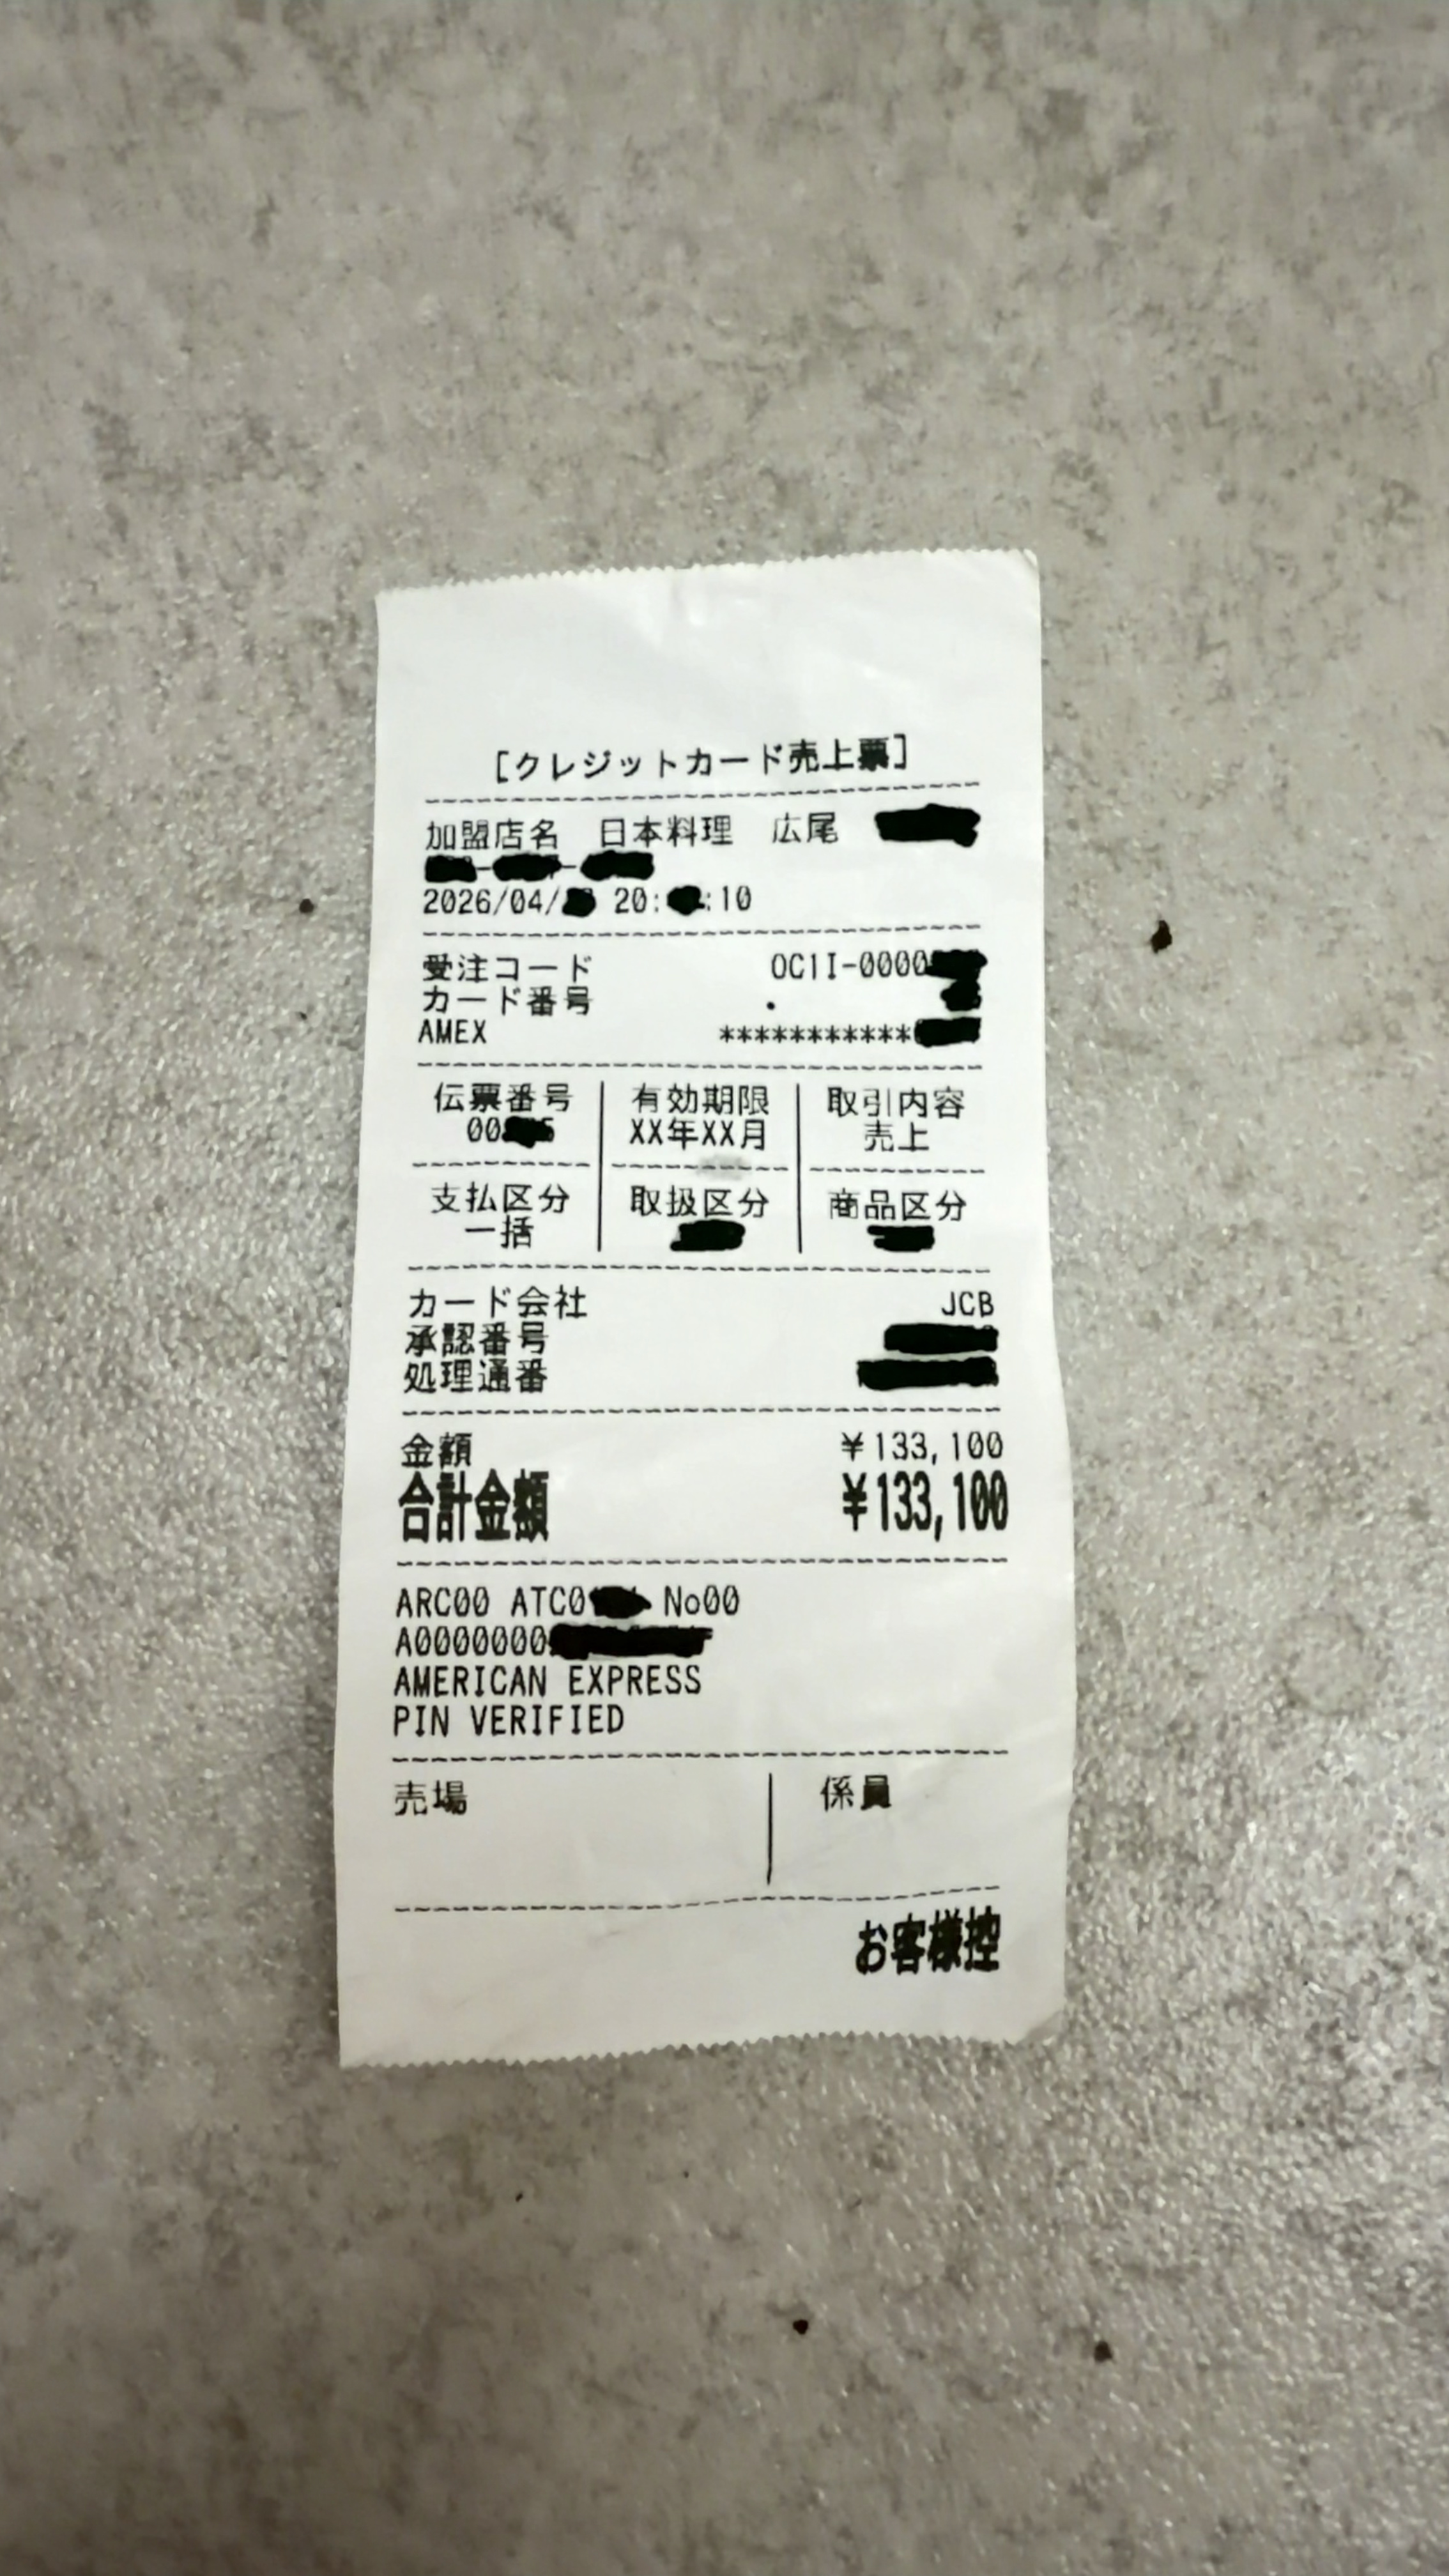 [クレジットカード売上票]
加盟店名 日本料理 広尾
2026/04/ 20: :10
受注コード OC1I-0000
カード番号
AMEX ***********
伝票番号 有効期限 取引内容
00 XX年XX月 売上
支払区分 取扱区分 商品区分
一括
カード会社 JCB
承認番号
処理通番
金額 ¥133,100
合計金額 ¥133,100
ARC00 ATC0 No00
A0000000
AMERICAN EXPRESS
PIN VERIFIED
売場 係員
お客様控